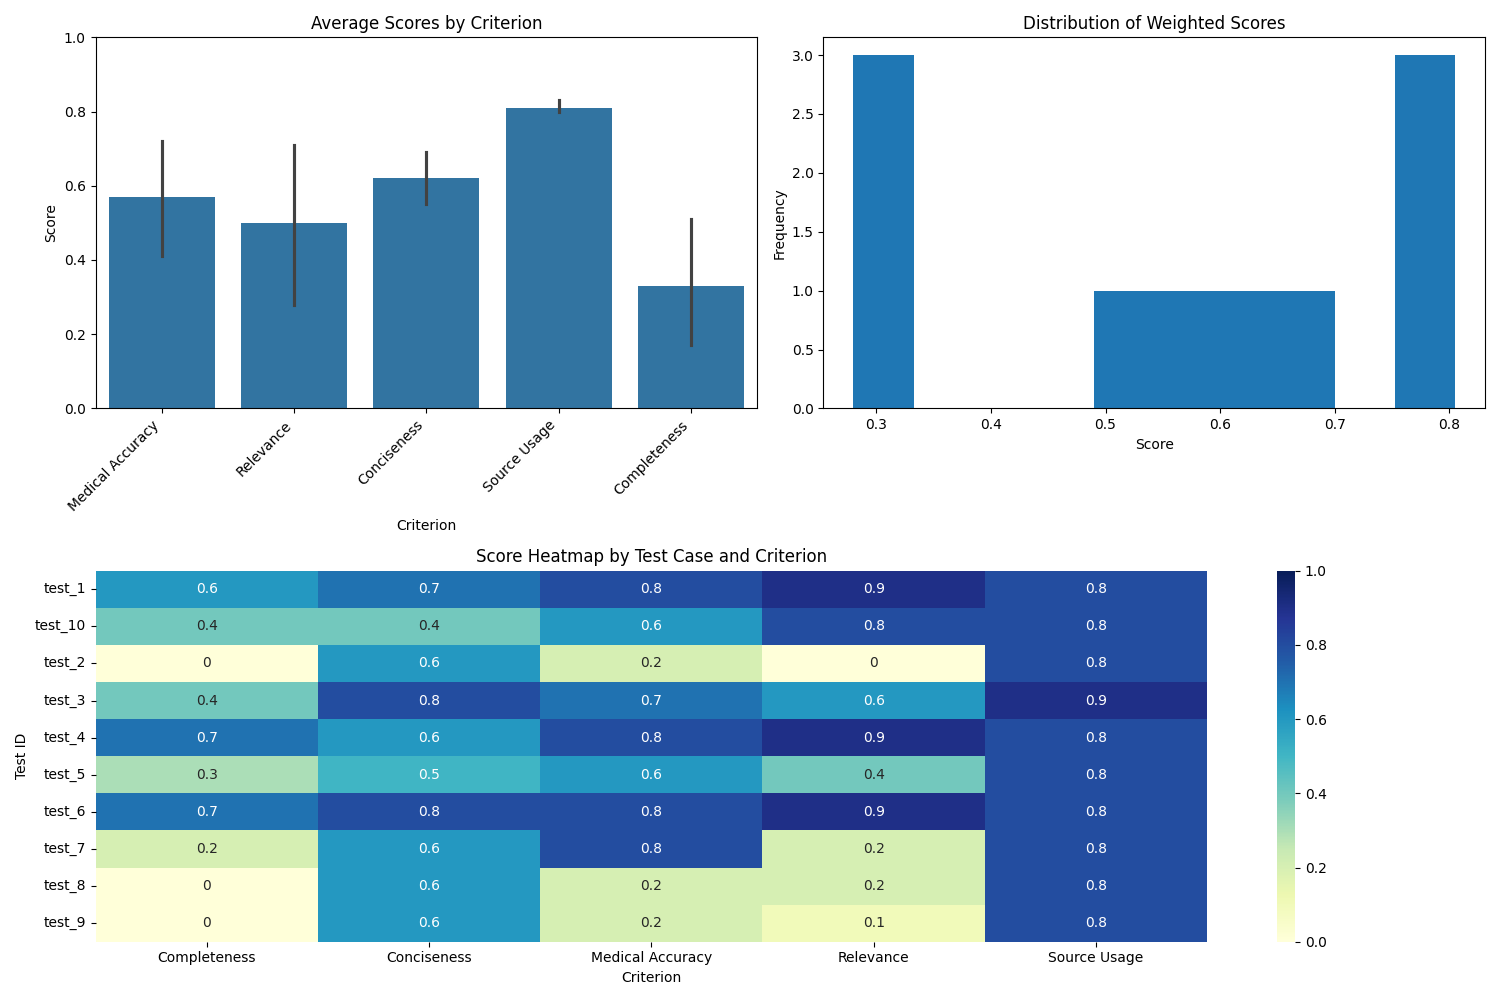 Average Scores by Criterion
1.0
0.8
0.6
0.4
0.2
0.0
Score
Medical Accuracy
Relevance
Conciseness
Source Usage
Completeness
Criterion
Distribution of Weighted Scores
3.0
2.5
2.0
1.5
1.0
0.5
0.0
Frequency
0.3 0.4 0.5 0.6 0.7 0.8
Score
Score Heatmap by Test Case and Criterion
Test ID
test_1 0.6 0.7 0.8 0.9 0.8
test_10 0.4 0.4 0.6 0.8 0.8
test_2 0 0.6 0.2 0 0.8
test_3 0.4 0.8 0.7 0.6 0.9
test_4 0.7 0.6 0.8 0.9 0.8
test_5 0.3 0.5 0.6 0.4 0.8
test_6 0.7 0.8 0.8 0.9 0.8
test_7 0.2 0.6 0.8 0.2 0.8
test_8 0 0.6 0.2 0.2 0.8
test_9 0 0.6 0.2 0.1 0.8
Completeness Conciseness Medical Accuracy Relevance Source Usage
Criterion
1.0
0.8
0.6
0.4
0.2
0.0